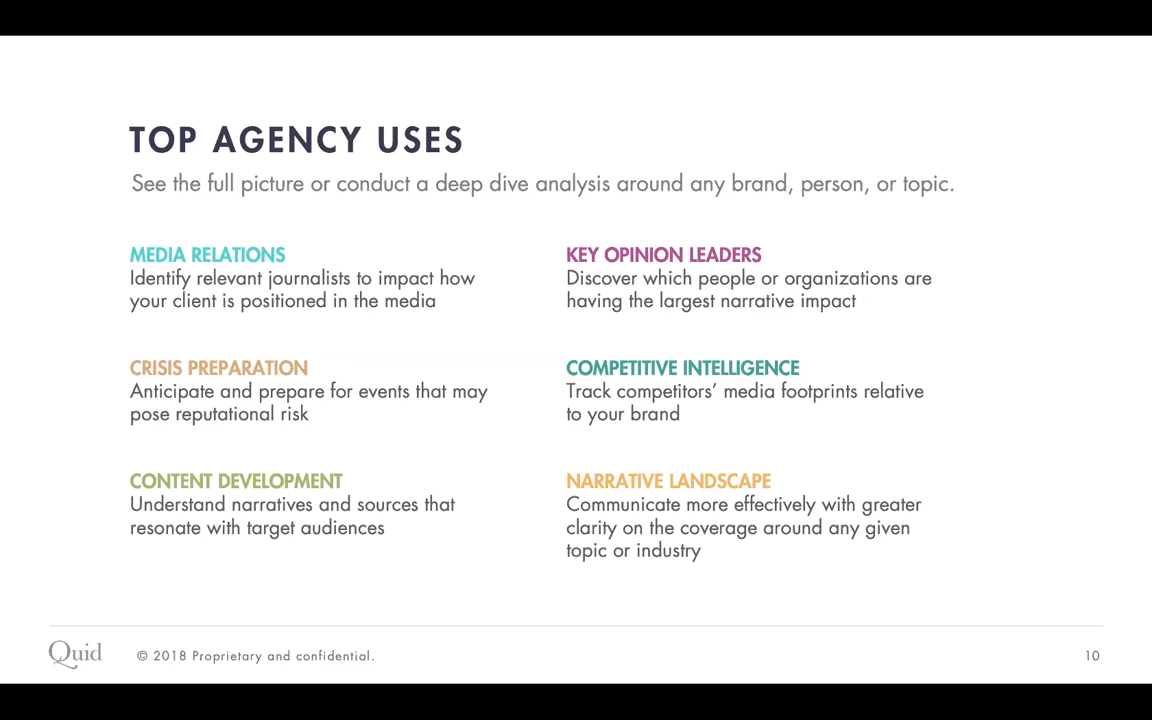 TOP AGENCY USES
See the full picture or conduct a deep dive analysis around any brand, person, or topic.
MEDIA RELATIONS
Identify relevant journalists to impact how
your client is positioned in the media
CRISIS PREPARATION
Anticipate and prepare for events that may
pose reputational risk
CONTENT DEVELOPMENT
Understand narratives and sources that
resonate with target audiences
KEY OPINION LEADERS
Discover which people or organizations are
having the largest narrative impact
COMPETITIVE INTELLIGENCE
Track competitors’ media footprints relative
to your brand
NARRATIVE LANDSCAPE
Communicate more effectively with greater
clarity on the coverage around any given
topic or industry
Quid
© 2018 Proprietary and confidential.
10